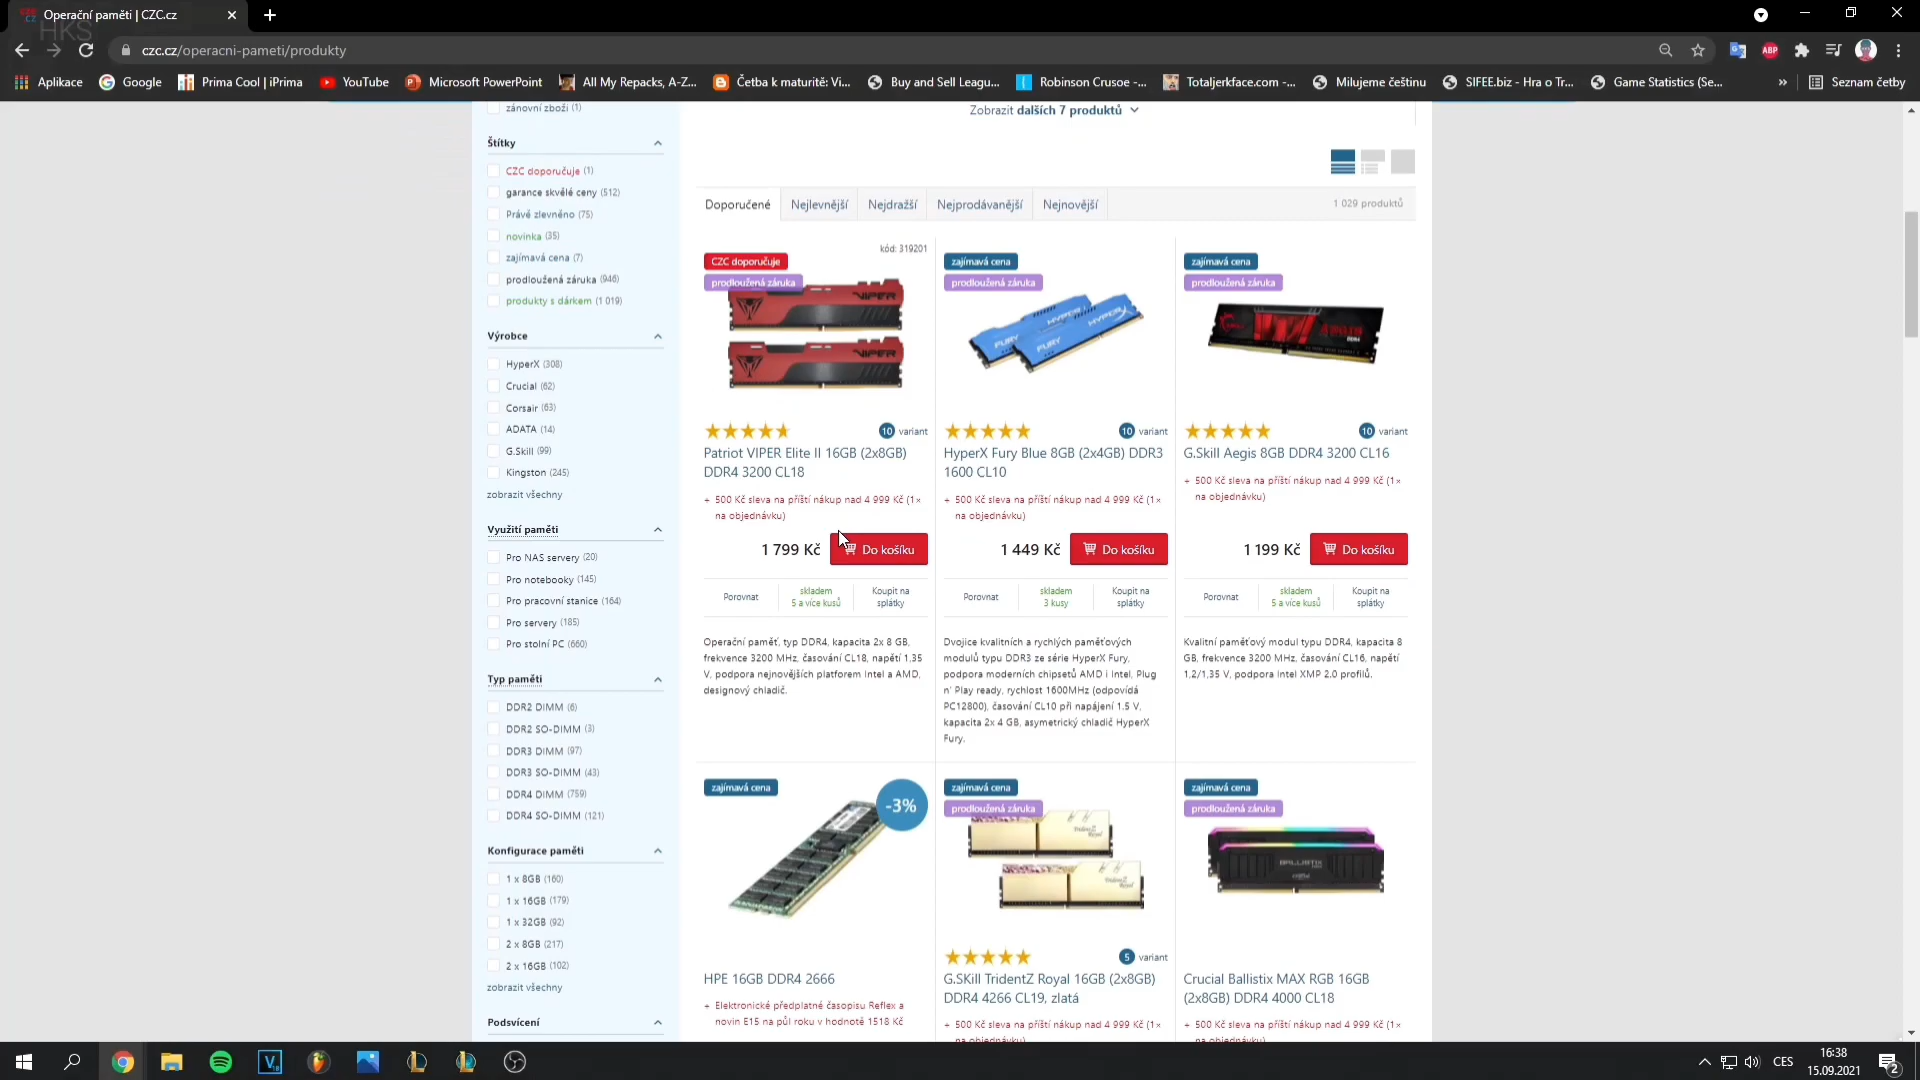 Operační paměti | CZC.cz
HKS
czc.cz/operacni-pameti/produkty
ABP
Aplikace
Google
Prima Cool | iPrima
YouTube
Microsoft PowerPoint
All My Repacks, A-Z...
Četba k maturitě: Vi...
Buy and Sell Leagu...
Robinson Crusoe -...
Totaljerkface.com -...
Milujeme češtinu
SIFEE.biz - Hra o Tr...
Game Statistics (Se...
»
Seznam četby
zánovní zboží (1)
Štítky
CZC doporučuje (1)
garance skvělé ceny (512)
Právě zlevněno (75)
novinka (35)
zajímavá cena (7)
prodloužená záruka (946)
produkty s dárkem (1 019)
Výrobce
HyperX (308)
Crucial (62)
Corsair (63)
ADATA (14)
G.Skill (99)
Kingston (245)
zobrazit všechny
Využití paměti
Pro NAS servery (20)
Pro notebooky (145)
Pro pracovní stanice (164)
Pro servery (185)
Pro stolní PC (660)
Typ paměti
DDR2 DIMM (6)
DDR2 SO-DIMM (3)
DDR3 DIMM (97)
DDR3 SO-DIMM (43)
DDR4 DIMM (759)
DDR4 SO-DIMM (121)
Konfigurace paměti
1 x 8GB (160)
1 x 16GB (179)
1 x 32GB (92)
2 x 8GB (217)
2 x 16GB (102)
zobrazit všechny
Podsvícení
Zobrazit dalších 7 produktů
Doporučené
Nejlevnější
Nejdražší
Nejprodávanější
Nejnovější
1 029 produktů
kód: 319201
CZC doporučuje
prodloužená záruka
VIPER
VIPER
10 variant
Patriot VIPER Elite II 16GB (2x8GB)
DDR4 3200 CL18
+ 500 Kč sleva na příští nákup nad 4 999 Kč (1×
na objednávku)
1 799 Kč
Do košíku
Porovnat
skladem
5 a více kusů
Koupit na
splátky
Operační paměť, typ DDR4, kapacita 2x 8 GB,
frekvence 3200 MHz, časování CL18, napětí 1,35
V, podpora nejnovějších platforem Intel a AMD,
designový chladič.
zajímavá cena
prodloužená záruka
HYPERX
HYPERX
FURY
FURY
10 variant
HyperX Fury Blue 8GB (2x4GB) DDR3
1600 CL10
+ 500 Kč sleva na příští nákup nad 4 999 Kč (1×
na objednávku)
1 449 Kč
Do košíku
Porovnat
skladem
3 kusy
Koupit na
splátky
Dvojice kvalitních a rychlých paměťových
modulů typu DDR3 ze série HyperX Fury,
podpora moderních chipsetů AMD i Intel, Plug
n' Play ready, rychlost 1600MHz (odpovídá
PC12800), časování CL10 při napájení 1.5 V,
kapacita 2x 4 GB, asymetrický chladič HyperX
Fury.
zajímavá cena
prodloužená záruka
AEGIS
DDR4
10 variant
G.Skill Aegis 8GB DDR4 3200 CL16
+ 500 Kč sleva na příští nákup nad 4 999 Kč (1×
na objednávku)
1 199 Kč
Do košíku
Porovnat
skladem
5 a více kusů
Koupit na
splátky
Kvalitní paměťový modul typu DDR4, kapacita 8
GB, frekvence 3200 MHz, časování CL16, napětí
1,2/1,35 V, podpora Intel XMP 2.0 profilů.
zajímavá cena
-3%
HPE 16GB DDR4 2666
+ Elektronické předplatné časopisu Reflex a
novin E15 na půl roku v hodnotě 1518 Kč
zajímavá cena
prodloužená záruka
TridentZ
Royal
TridentZ
Royal
5 variant
G.SKill TridentZ Royal 16GB (2x8GB)
DDR4 4266 CL19, zlatá
+ 500 Kč sleva na příští nákup nad 4 999 Kč (1×
na objednávku)
zajímavá cena
prodloužená záruka
BALLISTIX
Crucial Ballistix MAX RGB 16GB
(2x8GB) DDR4 4000 CL18
+ 500 Kč sleva na příští nákup nad 4 999 Kč (1×
na objednávku)
CES
16:38
15.09.2021
2